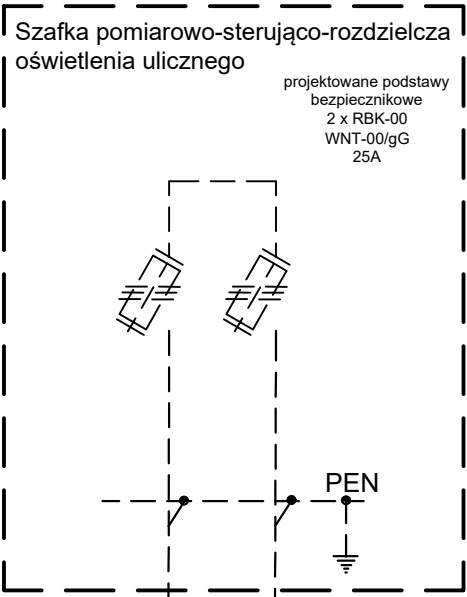 Szafka pomiarowo-sterująco-rozdzielcza
oświetlenia ulicznego
projektowane podstawy
bezpiecznikowe
2 x RBK-00
WNT-00/gG
25A
PEN